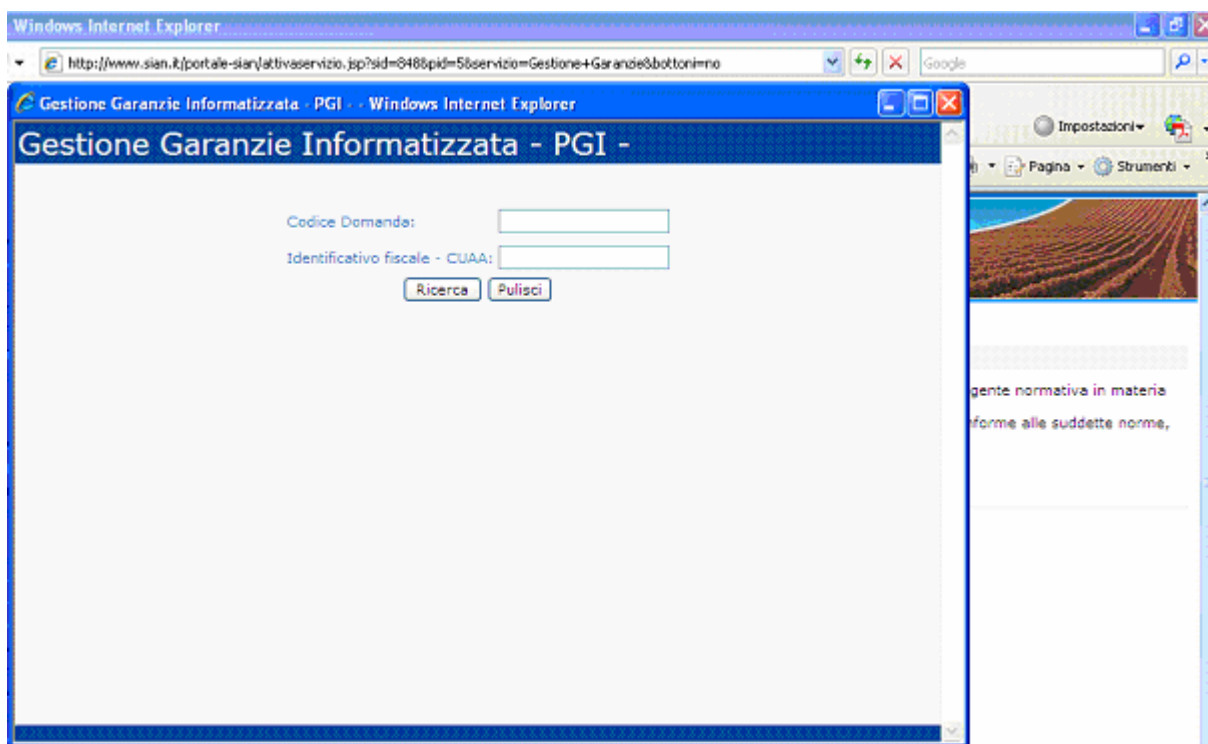 Windows Internet Explorer
http://www.sian.it/portale-sian/attivaservizio.jsp?sid=848&pid=5&servizio=Gestione+Garanzie&bottoni=no
Google
Gestione Garanzie Informatizzata - PGI - - Windows Internet Explorer
Impostazioni
Gestione Garanzie Informatizzata - PGI -
Pagina
Strumenti
Codice Domanda:
Identificativo fiscale - CUAA:
Ricerca
Pulisci
gente normativa in materia
forme alle suddette norme,